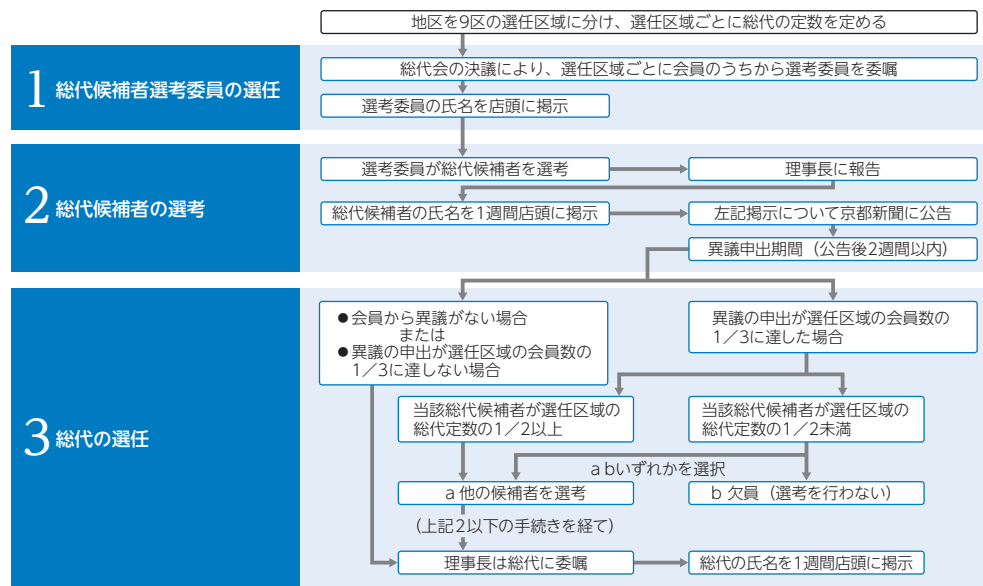 地区を9区の選任区域に分け、選任区域ごとに総代の定数を定める
1 総代候補者選考委員の選任
総代会の決議により、選任区域ごとに会員のうちから選考委員を委嘱
選考委員の氏名を店頭に掲示
2 総代候補者の選考
選考委員が総代候補者を選考
理事長に報告
総代候補者の氏名を1週間店頭に掲示
左記掲示について京都新聞に公告
異議申出期間（公告後2週間以内）
3 総代の選任
●会員から異議がない場合
または
●異議の申出が選任区域の会員数の
1／3に達しない場合
異議の申出が選任区域の会員数の
1／3に達した場合
当該総代候補者が選任区域の
総代定数の1／2以上
当該総代候補者が選任区域の
総代定数の1／2未満
a bいずれかを選択
a 他の候補者を選考
b 欠員（選考を行わない）
（上記2以下の手続きを経て）
理事長は総代に委嘱
総代の氏名を1週間店頭に掲示